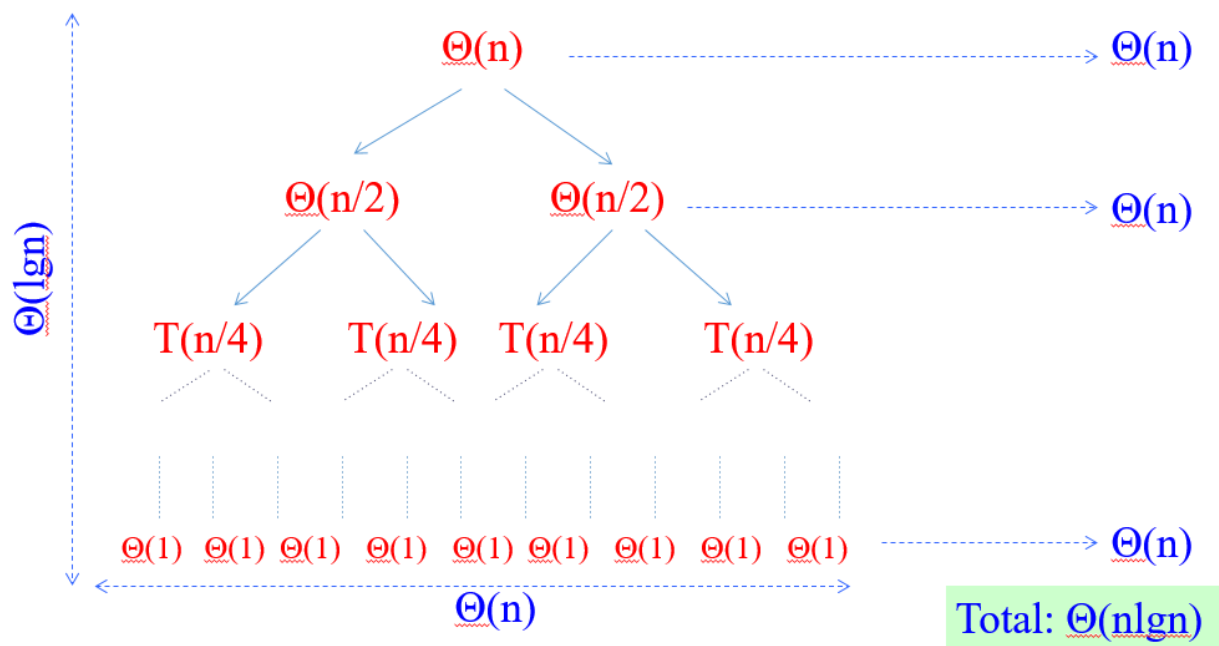 Θ(n) Θ(n)
Θ(n/2) Θ(n/2) Θ(n)
Θ(lgn)
T(n/4) T(n/4) T(n/4) T(n/4)
Θ(1) Θ(1) Θ(1) Θ(1) Θ(1) Θ(1) Θ(1) Θ(1) Θ(1) Θ(n)
Θ(n)
Total: Θ(nlgn)